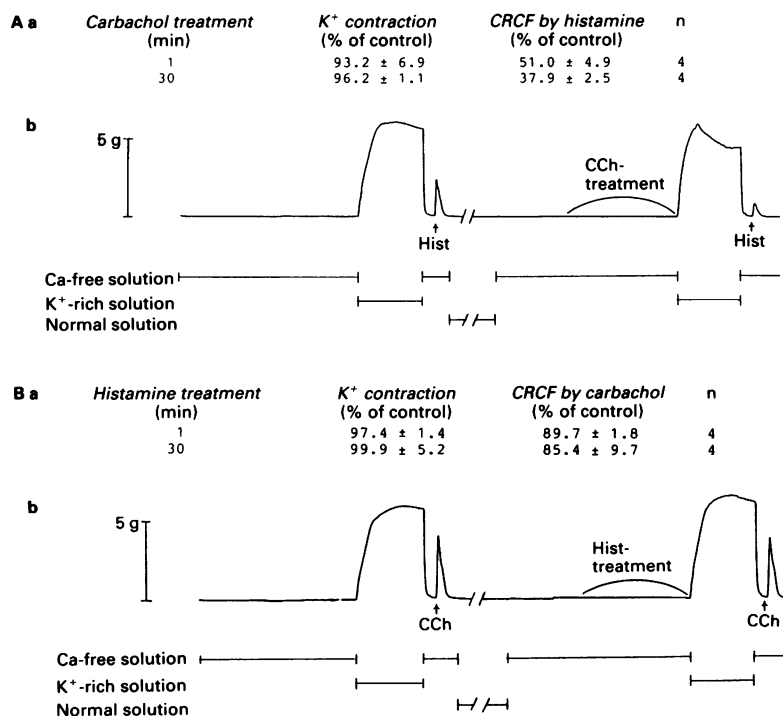 A a Carbachol treatment K⁺ contraction CRCF by histamine n
(min) (% of control) (% of control)
1 93.2 ± 6.9 51.0 ± 4.9 4
30 96.2 ± 1.1 37.9 ± 2.5 4
b
5 g
CCh-
treatment
Hist Hist
Ca-free solution
K⁺-rich solution
Normal solution
B a Histamine treatment K⁺ contraction CRCF by carbachol n
(min) (% of control) (% of control)
1 97.4 ± 1.4 89.7 ± 1.8 4
30 99.9 ± 5.2 85.4 ± 9.7 4
b
5 g
Hist-
treatment
CCh CCh
Ca-free solution
K⁺-rich solution
Normal solution